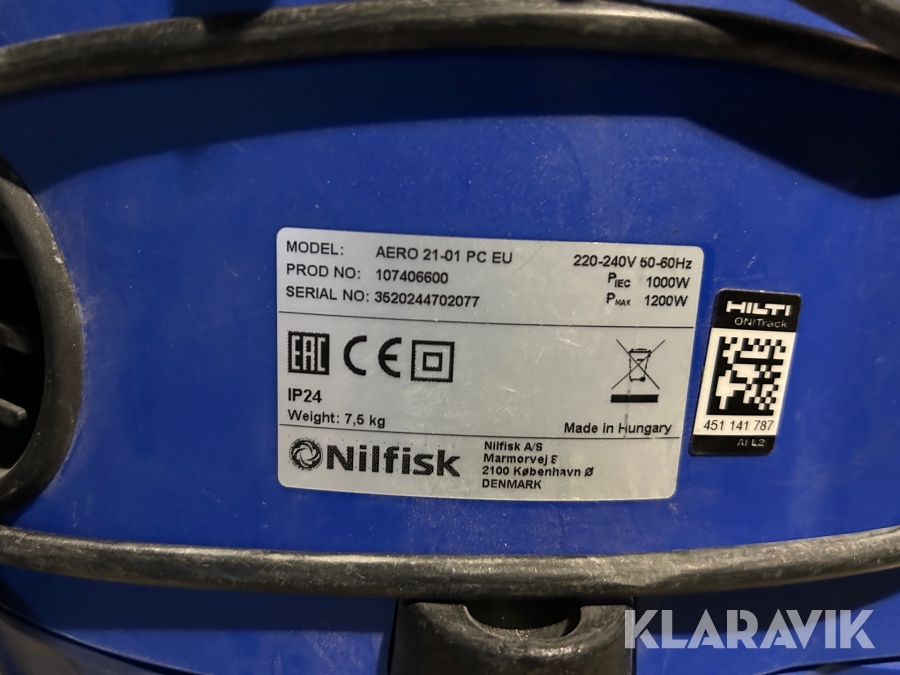 MODEL: AERO 21-01 PC EU
PROD NO: 107406600
SERIAL NO: 3520244702077
220-240V 50-60Hz
PIEC 1000W
PMAX 1200W
EAC CE
IP24
Weight: 7,5 kg
Made in Hungary
Nilfisk
Nilfisk A/S
Marmorvej 8
2100 København Ø
DENMARK
HILTI
ON!Track
451 141 787
KLARAVIK